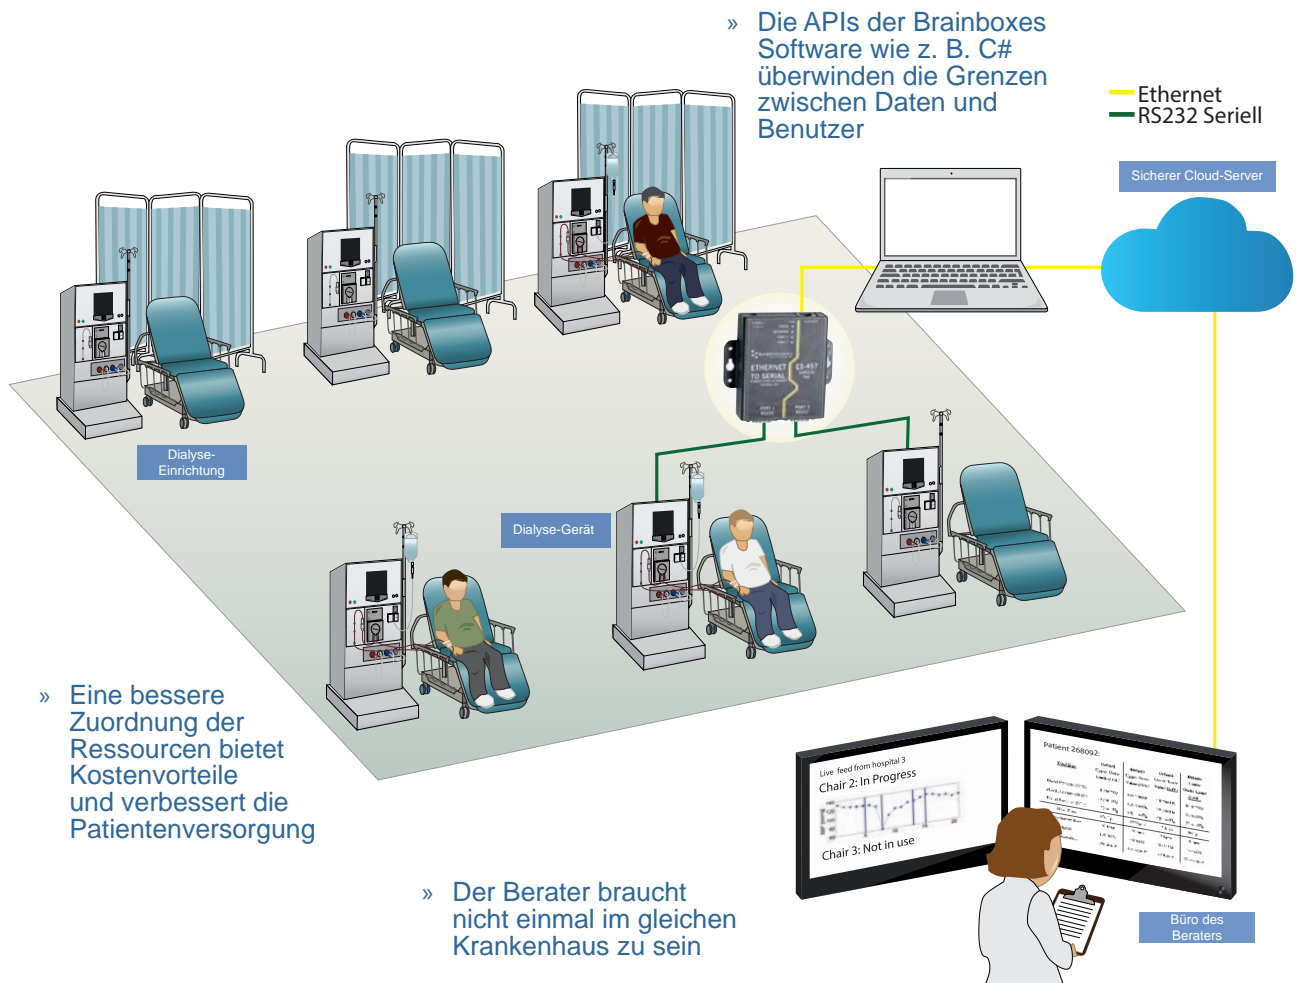 » Die APIs der Brainboxes
Software wie z. B. C#
überwinden die Grenzen
zwischen Daten und
Benutzer
Ethernet
RS232 Seriell
Sicherer Cloud-Server
ETHERNET
TO SERIAL
ES-457
Dialyse-
Einrichtung
Dialyse-Gerät
» Eine bessere
Zuordnung der
Ressourcen bietet
Kostenvorteile
und verbessert die
Patientenversorgung
Live feed from hospital 3
Chair 2: In Progress
Chair 3: Not in use
Patient 268092:
» Der Berater braucht
nicht einmal im gleichen
Krankenhaus zu sein
Büro des
Beraters